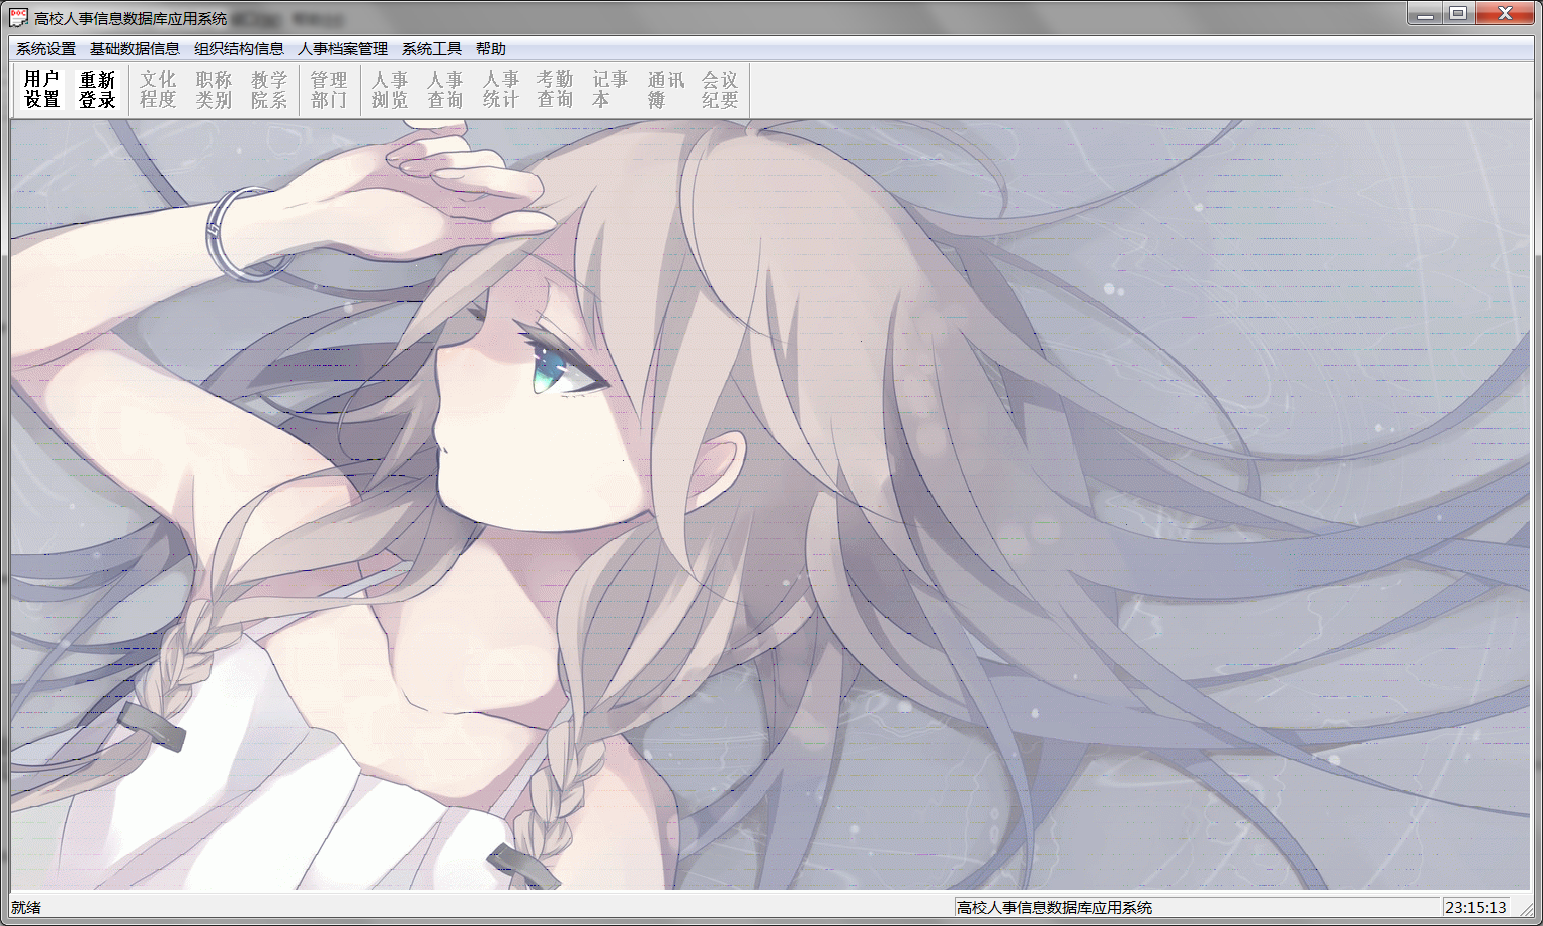 高校人事信息数据库应用系统
系统设置 基础数据信息 组织结构信息 人事档案管理 系统工具 帮助
用户 重新 文化 职称 教学 管理 人事 人事 人事 考勤 记事 通讯 会议
设置 登录 程度 类别 院系 部门 浏览 查询 统计 查询 本 簿 纪要
就绪 高校人事信息数据库应用系统 23:15:13